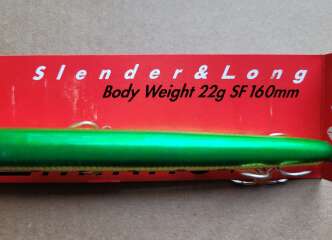 Slender&Long
Body Weight 22g SF 160mm